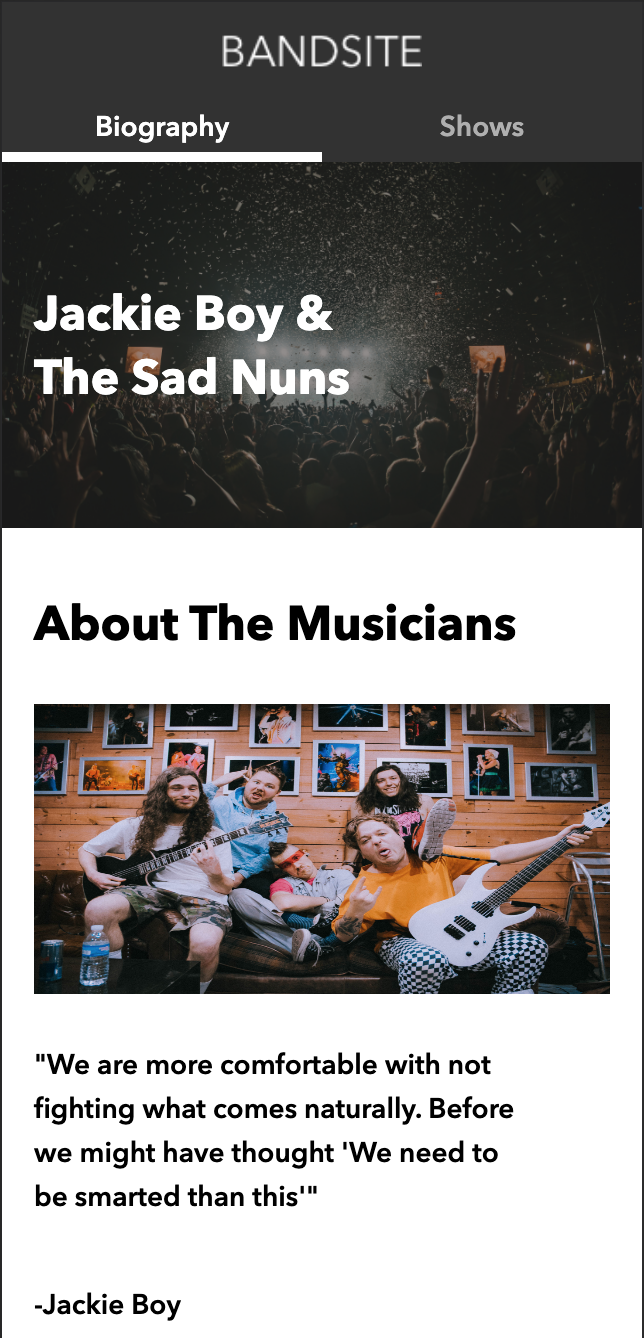 BANDSITE
Biography
Shows
Jackie Boy &
The Sad Nuns
About The Musicians
"We are more comfortable with not
fighting what comes naturally. Before
we might have thought 'We need to
be smarted than this'"
-Jackie Boy